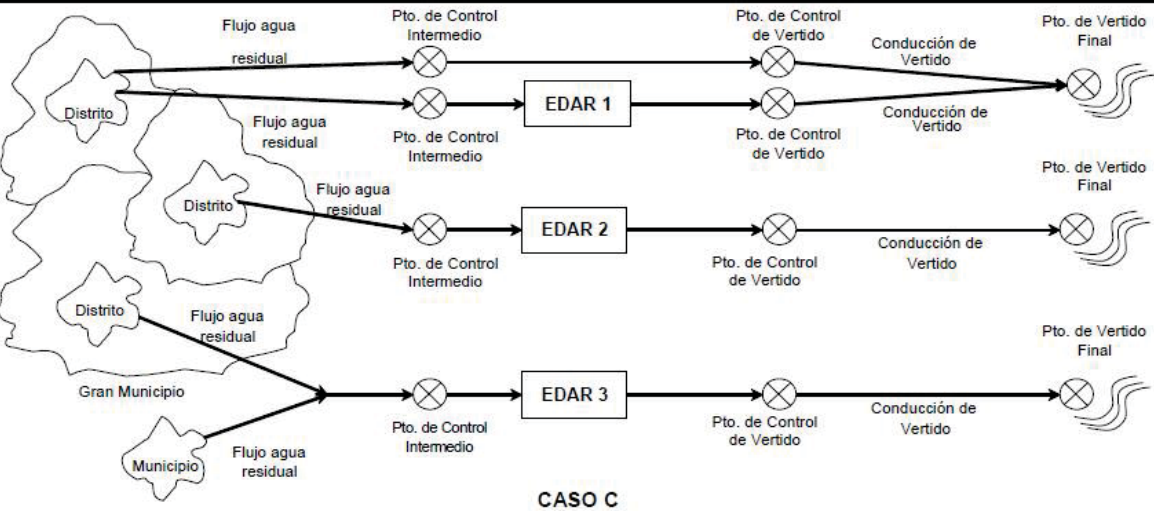 Flujo agua
residual
Pto. de Control
Intermedio
Pto. de Control
de Vertido
Conducción de
Vertido
Pto. de Vertido
Final
Distrito
EDAR 1
Flujo agua
residual
Pto. de Control
Intermedio
Pto. de Control
de Vertido
Conducción de
Vertido
Distrito
Flujo agua
residual
Pto. de Control
Intermedio
EDAR 2
Pto. de Control
de Vertido
Conducción de
Vertido
Pto. de Vertido
Final
Distrito
Flujo agua
residual
Gran Municipio
Municipio
Flujo agua
residual
Pto. de Control
Intermedio
EDAR 3
Pto. de Control
de Vertido
Conducción de
Vertido
Pto. de Vertido
Final
CASO C